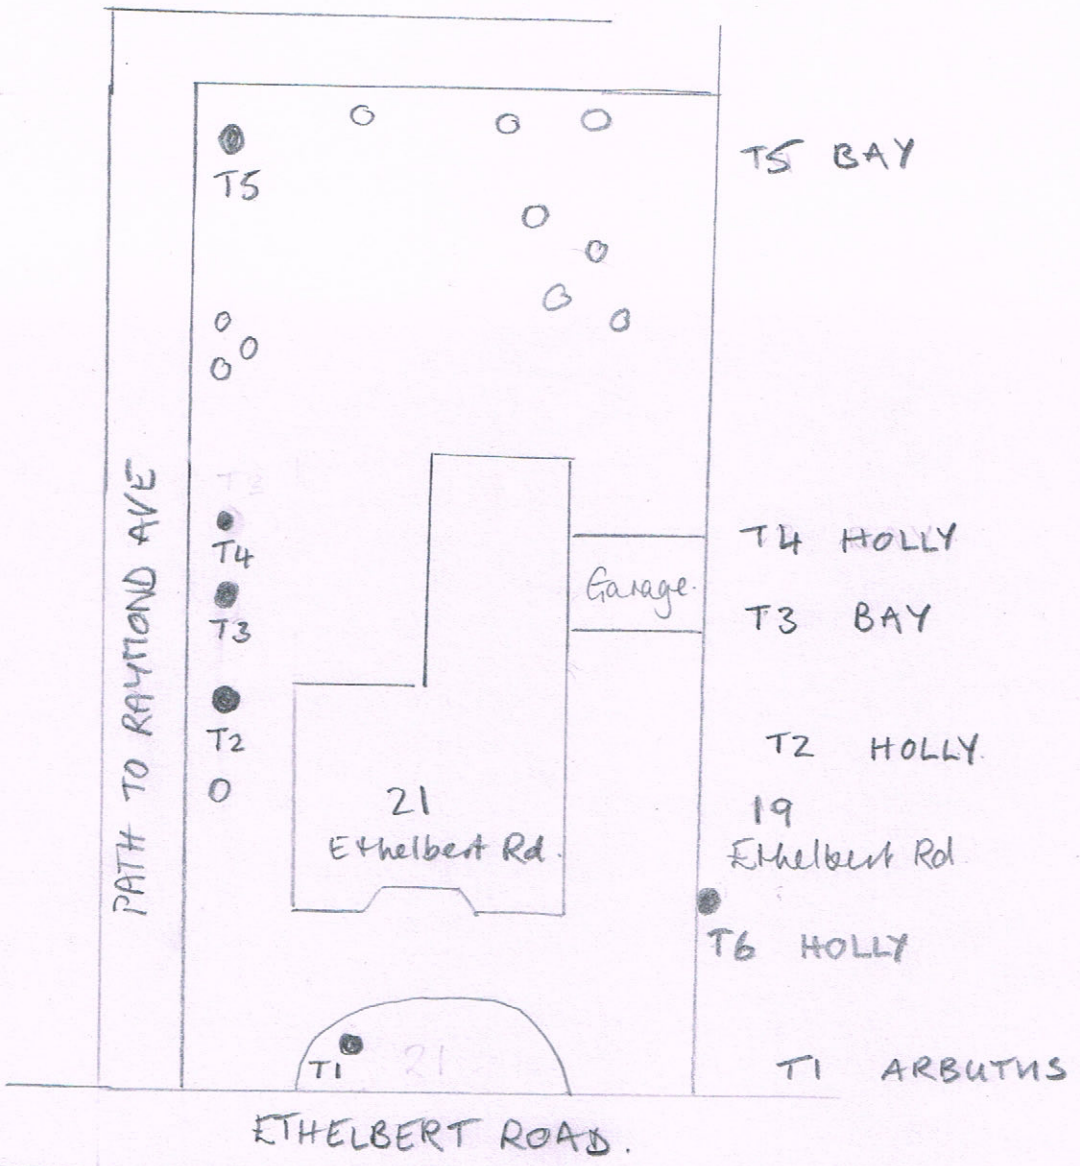 T5 BAY
T5
PATH TO RAYMOND AVE
T4
T4 HOLLY
Garage.
T3
T3 BAY
T2
T2 HOLLY.
21
Ethelbert Rd.
19
Ethelbert Rd
T6 HOLLY
T1
21
T1 ARBUTUS
ETHELBERT ROAD.